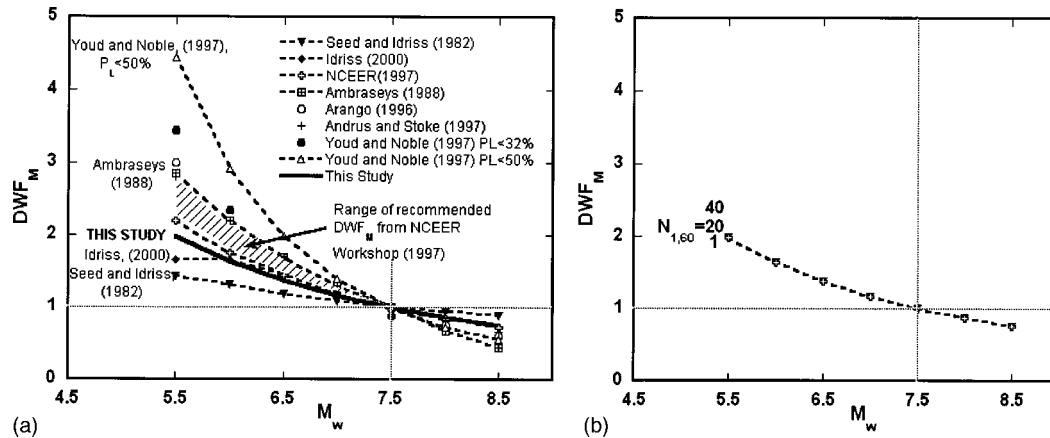 5
4
3
2
1
0
DWF_M
Youd and Noble, (1997),
P_L<50%
Ambraseys
(1988)
THIS STUDY
Idriss, (2000)
Seed and Idriss
(1982)
Seed and Idriss (1982)
Idriss (2000)
NCEER(1997)
Ambraseys (1988)
Arango (1996)
Andrus and Stoke (1997)
Youd and Noble (1997) PL<32%
Youd and Noble (1997) PL<50%
This Study
Range of recommended
DWF_M from NCEER
Workshop (1997)
4.5 5.5 6.5 7.5 8.5
M_w
(a)
5
4
3
2
1
0
DWF_M
40
N_1,60=20
1
4.5 5.5 6.5 7.5 8.5
M_w
(b)